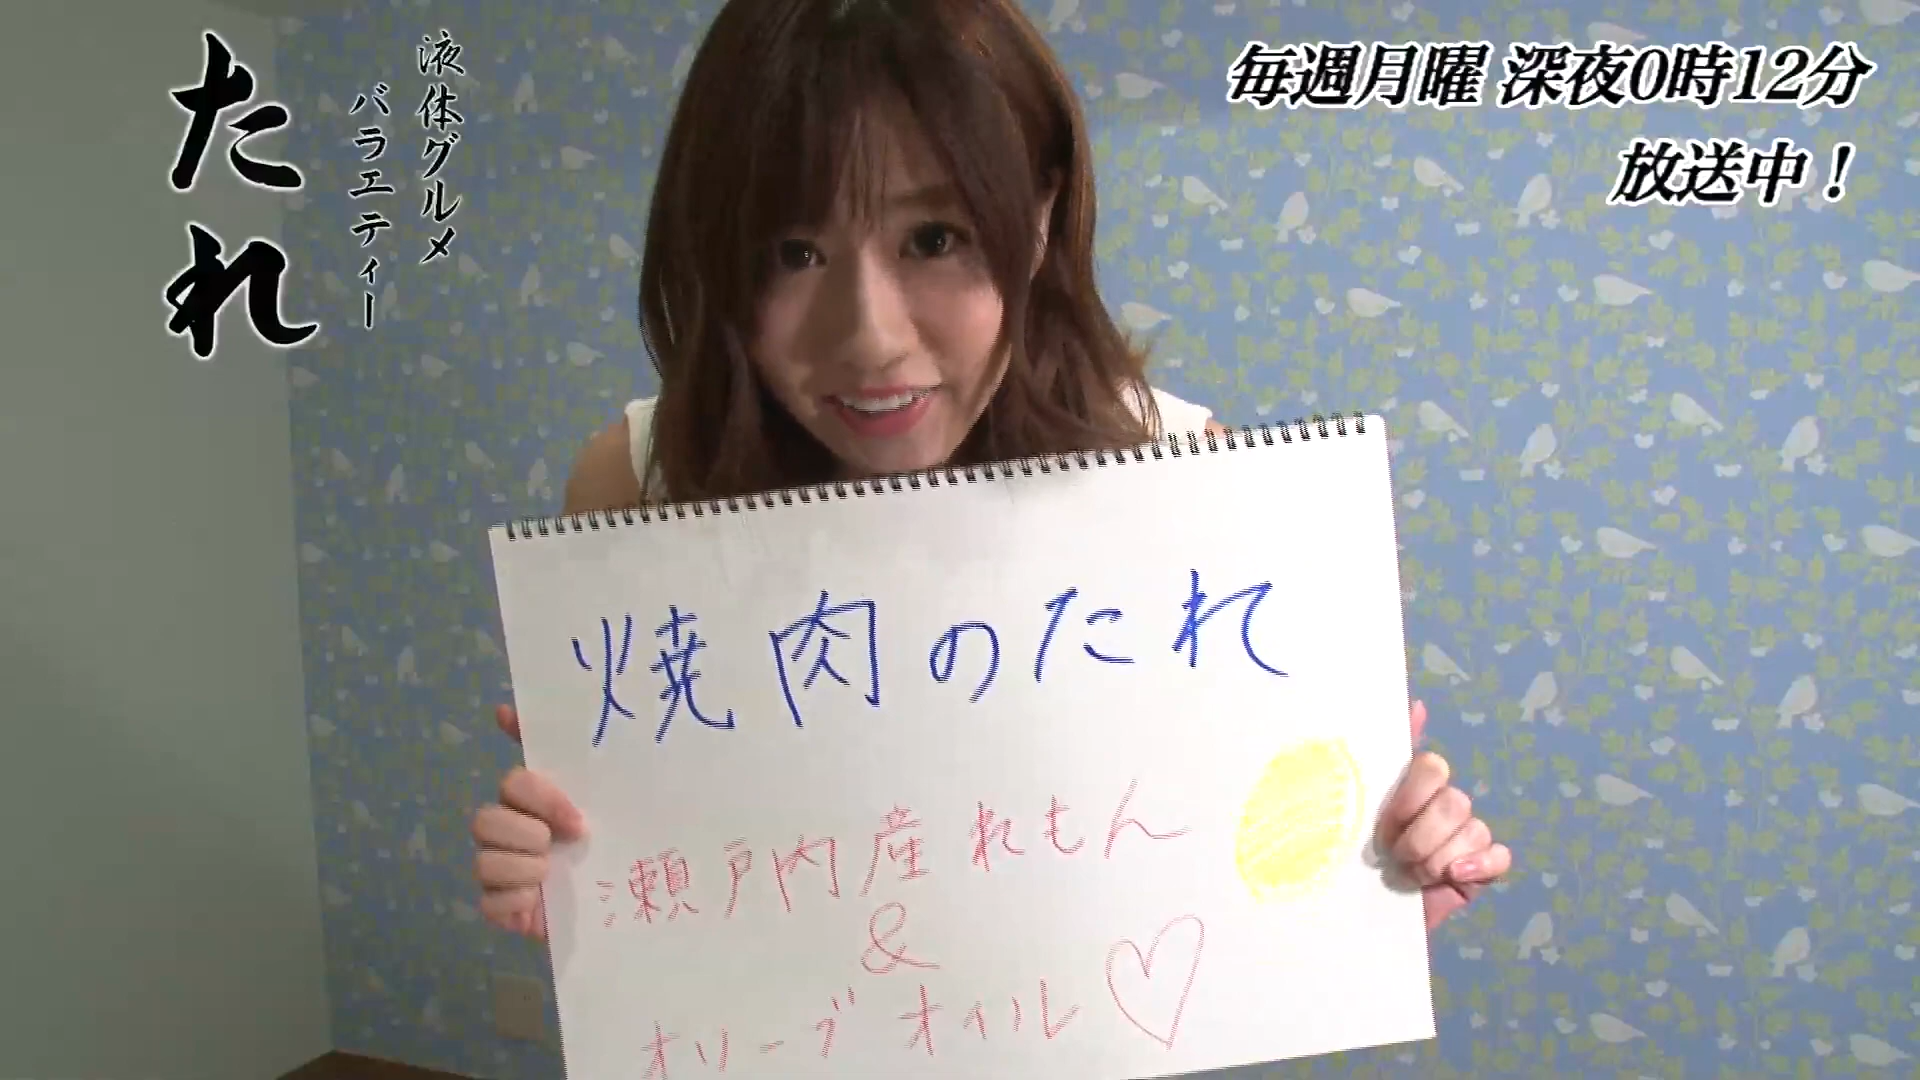 液体グルメ
バラエティー
たれ
毎週月曜 深夜0時12分
放送中！
焼肉のたれ
瀬戸内産れもん
&
オリーブオイル♡